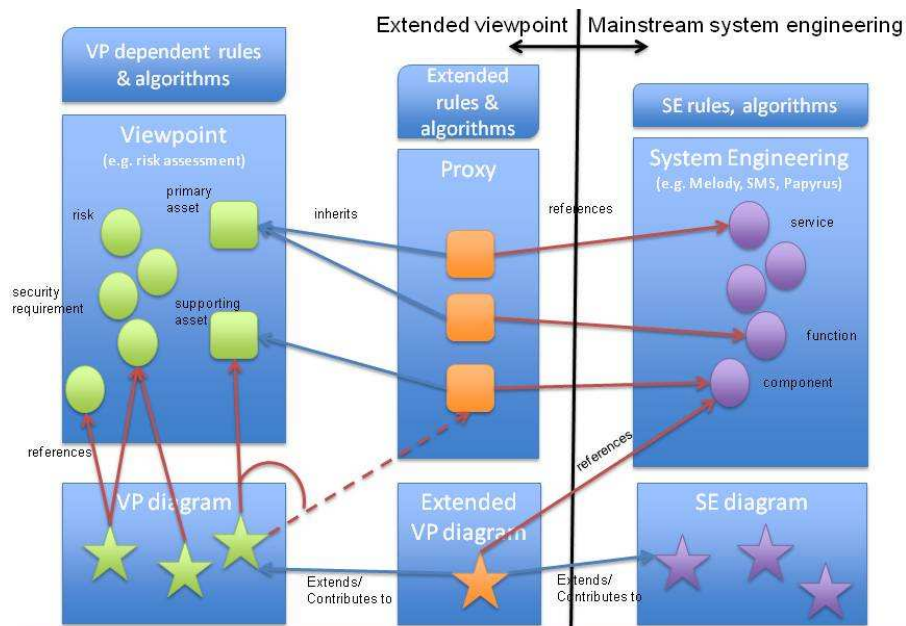 Extended viewpoint
Mainstream system engineering
VP dependent rules
& algorithms
Extended
rules &
algorithms
SE rules, algorithms
Viewpoint
(e.g. risk assessment)
Proxy
System Engineering
(e.g. Melody, SMS, Papyrus)
primary
asset
risk
inherits
references
service
security
requirement
supporting
asset
function
component
references
references
VP diagram
Extended
VP diagram
SE diagram
Extends/
Contributes to
Extends/
Contributes to